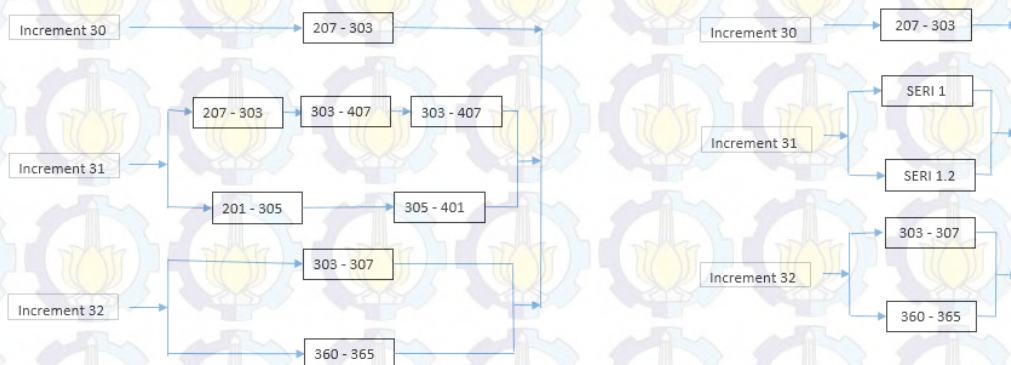 Increment 30
207 - 303
Increment 31
207 - 303
303 - 407
303 - 407
201 - 305
305 - 401
Increment 32
303 - 307
360 - 365
Increment 30
207 - 303
Increment 31
SERI 1
SERI 1.2
Increment 32
303 - 307
360 - 365